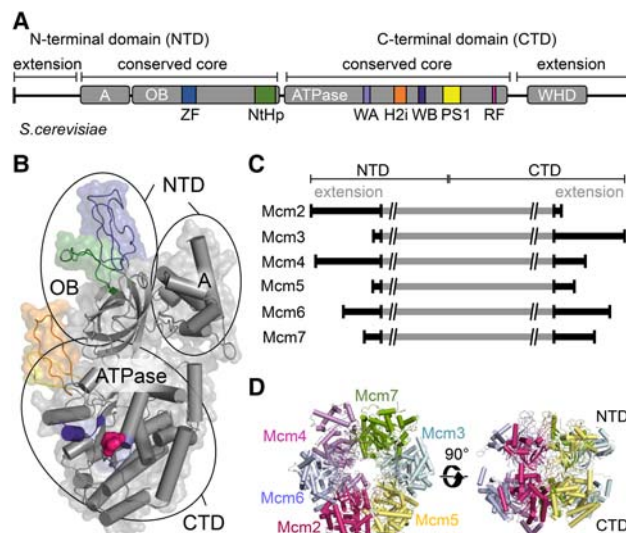 A
N-terminal domain (NTD) C-terminal domain (CTD)
extension conserved core conserved core extension
A OB ATPase WHD
ZF NtHp WA H2i WB PS1 RF
S.cerevisiae
B
NTD
OB
A
ATPase
CTD
C
NTD CTD
extension extension
Mcm2
Mcm3
Mcm4
Mcm5
Mcm6
Mcm7
D
Mcm7
Mcm4
Mcm3
Mcm6
Mcm2
Mcm5
90°
NTD
CTD